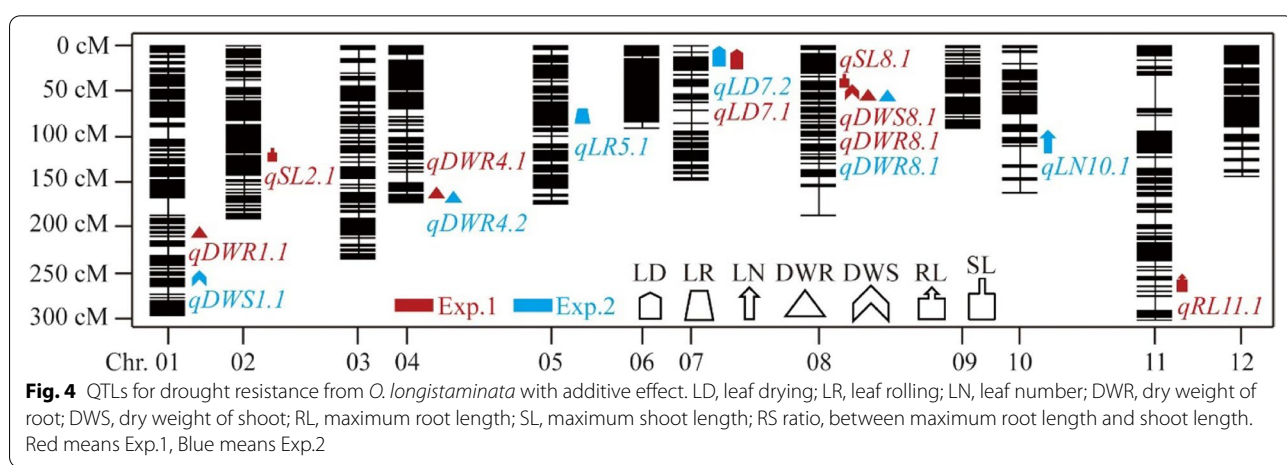 0 cM
50 cM
100 cM
150 cM
200 cM
250 cM
300 cM
qDWR1.1
qDWS1.1
qSL2.1
qDWR4.1
qDWR4.2
qLR5.1
qLD7.2
qLD7.1
qSL8.1
qDWS8.1
qDWR8.1
qDWR8.1
qLN10.1
qRL11.1
Exp.1 Exp.2
LD LR LN DWR DWS RL SL
Chr. 01 02 03 04 05 06 07 08 09 10 11 12
Fig. 4 QTLs for drought resistance from O. longistaminata with additive effect. LD, leaf drying; LR, leaf rolling; LN, leaf number; DWR, dry weight of
root; DWS, dry weight of shoot; RL, maximum root length; SL, maximum shoot length; RS ratio, between maximum root length and shoot length.
Red means Exp.1, Blue means Exp.2